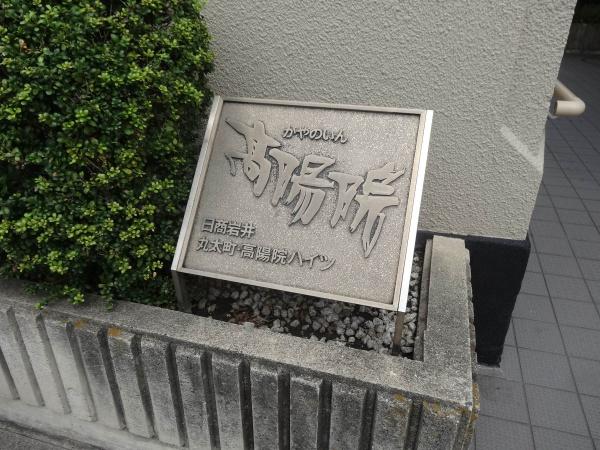 かやのいん
髙陽院
日商岩井
丸太町・高陽院ハイツ